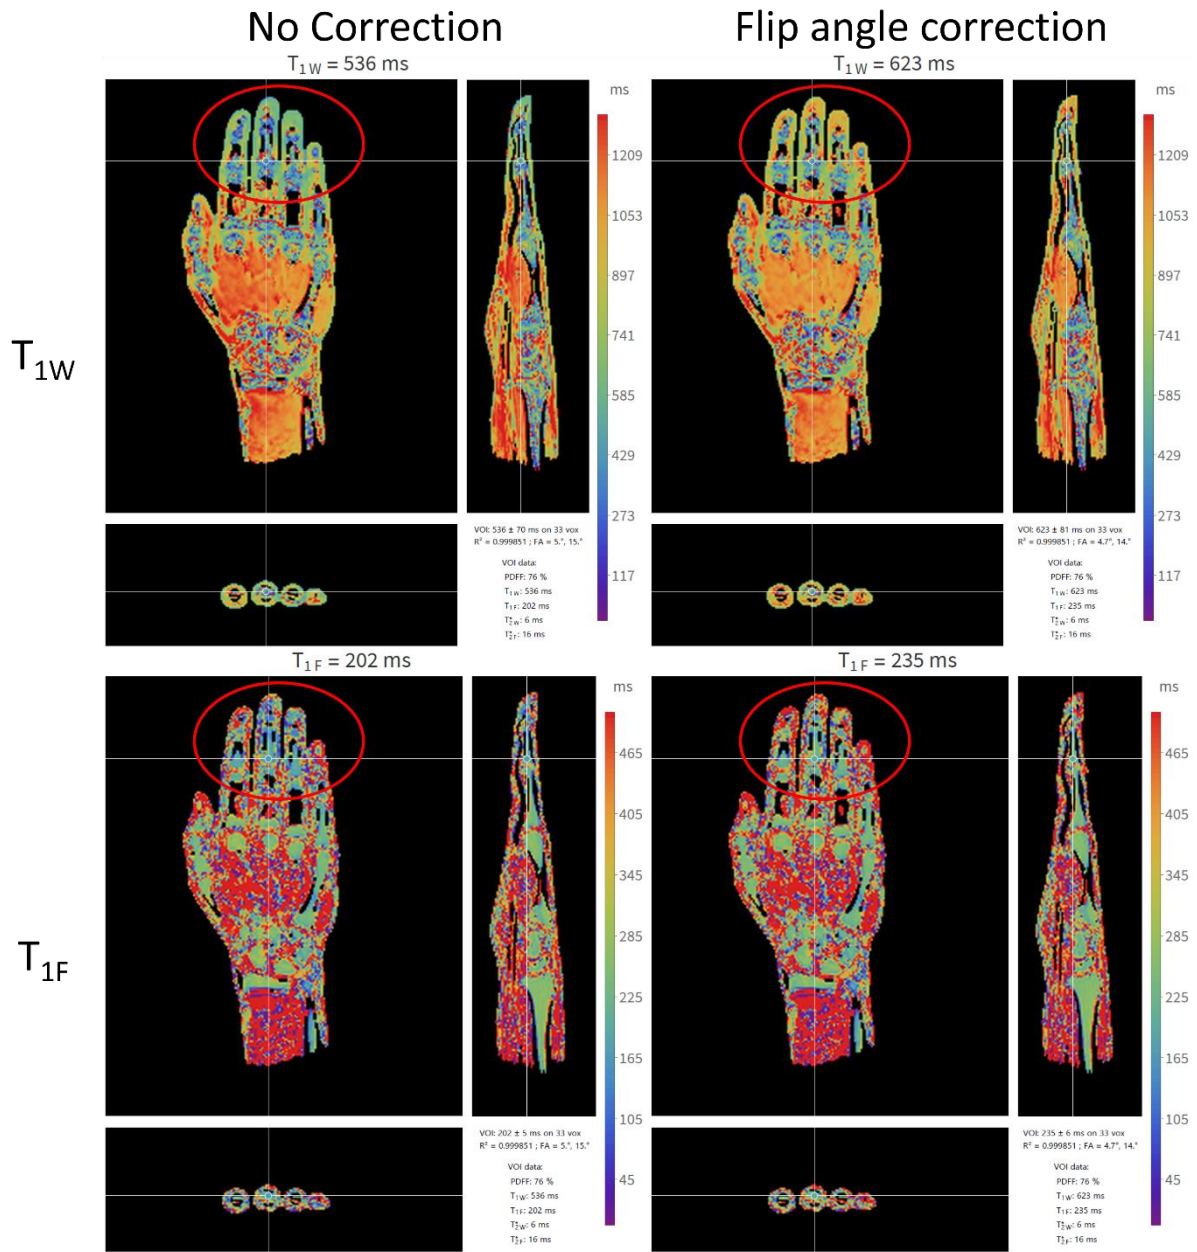 No Correction
Flip angle correction
T1W = 536 ms
T1W = 623 ms
ms
1209
1053
897
741
585
429
273
117
ms
1209
1053
897
741
585
429
273
117
T1W
VOI: 536 ± 70 ms on 33 vox
R² = 0.999851 ; FA = 5.°, 15.°
VOI data:
PDFF: 76 %
T1W: 536 ms
T1F: 202 ms
T*2W: 6 ms
T*2F: 16 ms
VOI: 623 ± 81 ms on 33 vox
R² = 0.999851 ; FA = 4.7°, 14.°
VOI data:
PDFF: 76 %
T1W: 623 ms
T1F: 235 ms
T*2W: 6 ms
T*2F: 16 ms
T1F = 202 ms
T1F = 235 ms
ms
465
405
345
285
225
165
105
45
ms
465
405
345
285
225
165
105
45
T1F
VOI: 202 ± 5 ms on 33 vox
R² = 0.999851 ; FA = 5.°, 15.°
VOI data:
PDFF: 76 %
T1W: 536 ms
T1F: 202 ms
T*2W: 6 ms
T*2F: 16 ms
VOI: 235 ± 6 ms on 33 vox
R² = 0.999851 ; FA = 4.7°, 14.°
VOI data:
PDFF: 76 %
T1W: 623 ms
T1F: 235 ms
T*2W: 6 ms
T*2F: 16 ms